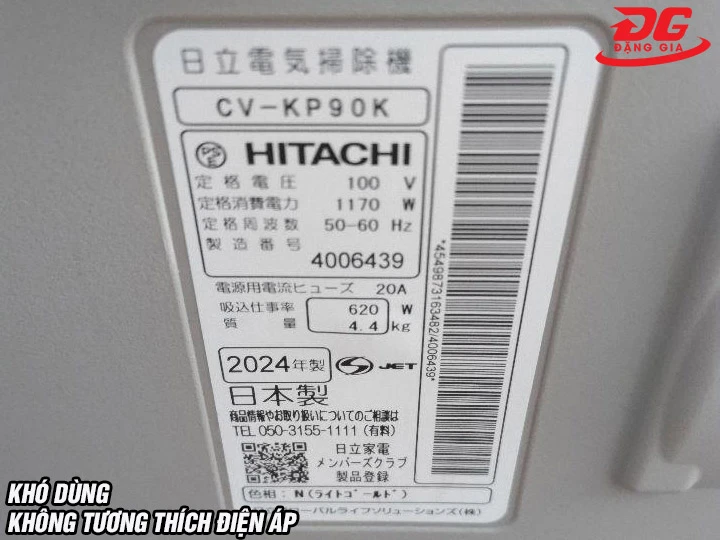 ĐG
ĐẶNG GIA
日立電気掃除機
CV-KP90K
PSE HITACHI
定格電圧 100 V
定格消費電力 1170 W
定格周波数 50-60 Hz
製造番号
4006439
電源用電流ヒューズ 20A
吸込仕事率 620 W
質量 4.4 kg
2024年製 S JET
日本製
商品情報やお取り扱いについてのご相談は
TEL 050-3155-1111 (有料)
日立家電
メンバーズクラブ
製品登録
色相: N(ライトゴールド)
ーバルライフソリューションズ(株)
*4549873163482/4006439*
KHÓ DÙNG
KHÔNG TƯƠNG THÍCH ĐIỆN ÁP